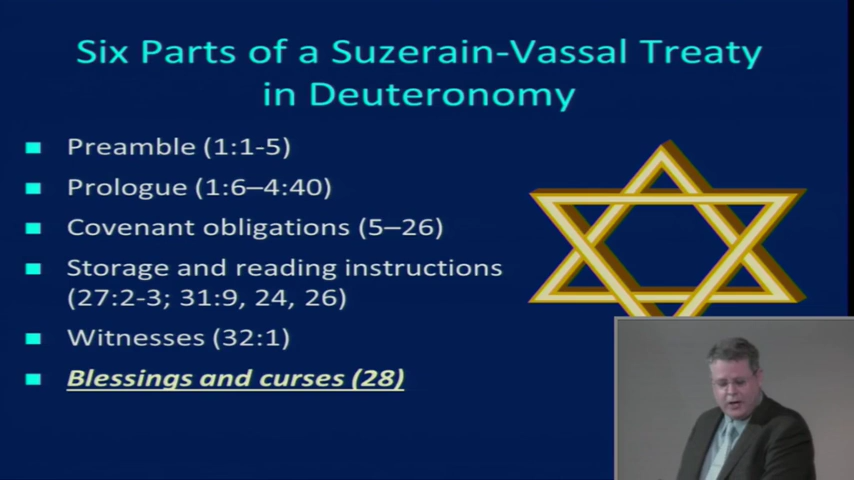 Six Parts of a Suzerain-Vassal Treaty
in Deuteronomy
Preamble (1:1-5)
Prologue (1:6–4:40)
Covenant obligations (5–26)
Storage and reading instructions
(27:2-3; 31:9, 24, 26)
Witnesses (32:1)
Blessings and curses (28)